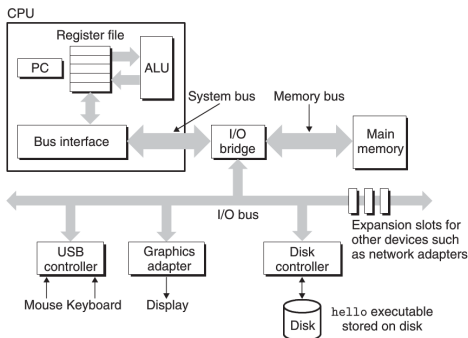 CPU
Register file
PC
ALU
System bus
Memory bus
Bus interface
I/O
bridge
Main
memory
I/O bus
Expansion slots for
other devices such
as network adapters
USB
controller
Graphics
adapter
Disk
controller
Mouse Keyboard
Display
Disk
hello executable
stored on disk